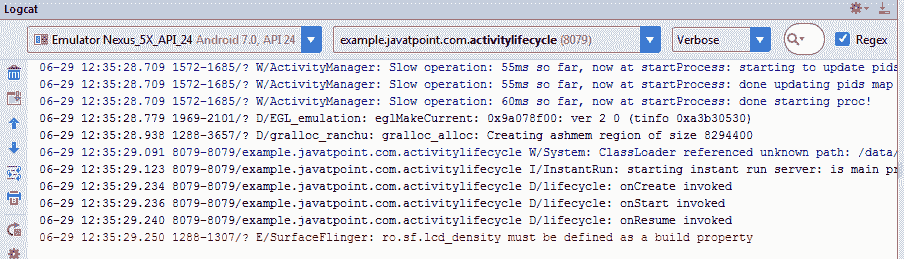 Logcat
Emulator Nexus_5X_API_24 Android 7.0, API 24
example.javatpoint.com.activitylifecycle (8079)
Verbose
Regex
06-29 12:35:28.709 1572-1685/? W/ActivityManager: Slow operation: 55ms so far, now at startProcess: starting to update pids
06-29 12:35:28.709 1572-1685/? W/ActivityManager: Slow operation: 55ms so far, now at startProcess: done updating pids map
06-29 12:35:28.709 1572-1685/? W/ActivityManager: Slow operation: 60ms so far, now at startProcess: done starting proc!
06-29 12:35:28.779 1969-2101/? D/EGL_emulation: eglMakeCurrent: 0x9a078f00: ver 2 0 (tinfo 0xa3b30530)
06-29 12:35:28.938 1288-3657/? D/gralloc_ranchu: gralloc_alloc: Creating ashmem region of size 8294400
06-29 12:35:29.091 8079-8079/example.javatpoint.com.activitylifecycle W/System: ClassLoader referenced unknown path: /data/
06-29 12:35:29.123 8079-8079/example.javatpoint.com.activitylifecycle I/InstantRun: starting instant run server: is main pr
06-29 12:35:29.234 8079-8079/example.javatpoint.com.activitylifecycle D/lifecycle: onCreate invoked
06-29 12:35:29.236 8079-8079/example.javatpoint.com.activitylifecycle D/lifecycle: onStart invoked
06-29 12:35:29.240 8079-8079/example.javatpoint.com.activitylifecycle D/lifecycle: onResume invoked
06-29 12:35:29.250 1288-1307/? E/SurfaceFlinger: ro.sf.lcd_density must be defined as a build property